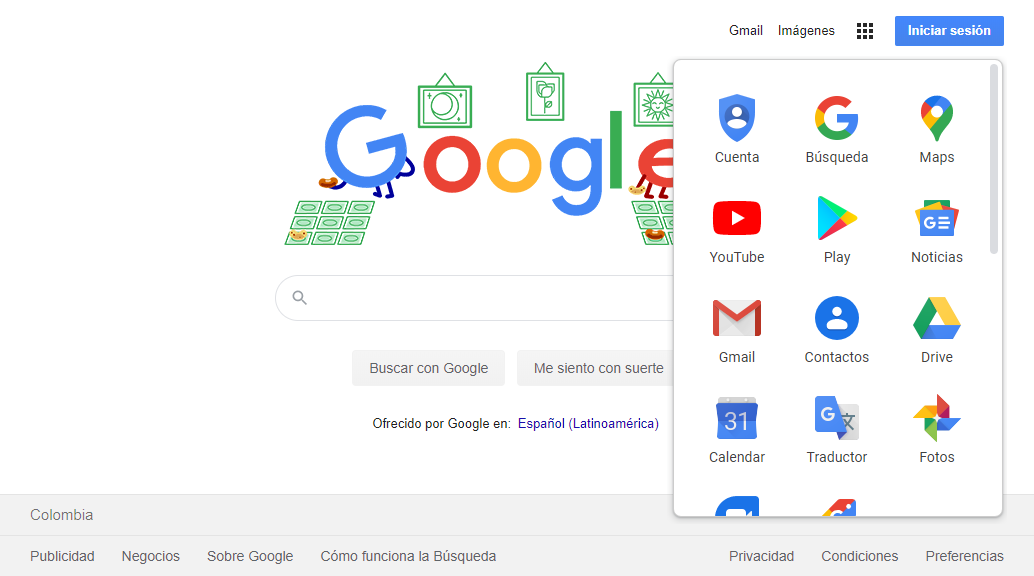 Gmail Imágenes Iniciar sesión
Google
Cuenta Búsqueda Maps
YouTube Play Noticias
Gmail Contactos Drive
31
Calendar Traductor Fotos
Buscar con Google Me siento con suerte
Ofrecido por Google en: Español (Latinoamérica)
Colombia
Publicidad Negocios Sobre Google Cómo funciona la Búsqueda Privacidad Condiciones Preferencias